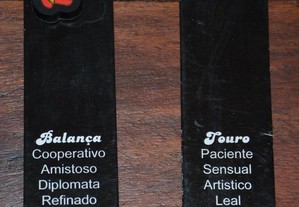 Balança
Cooperativo
Amistoso
Diplomata
Refinado
Touro
Paciente
Sensual
Artistico
Leal